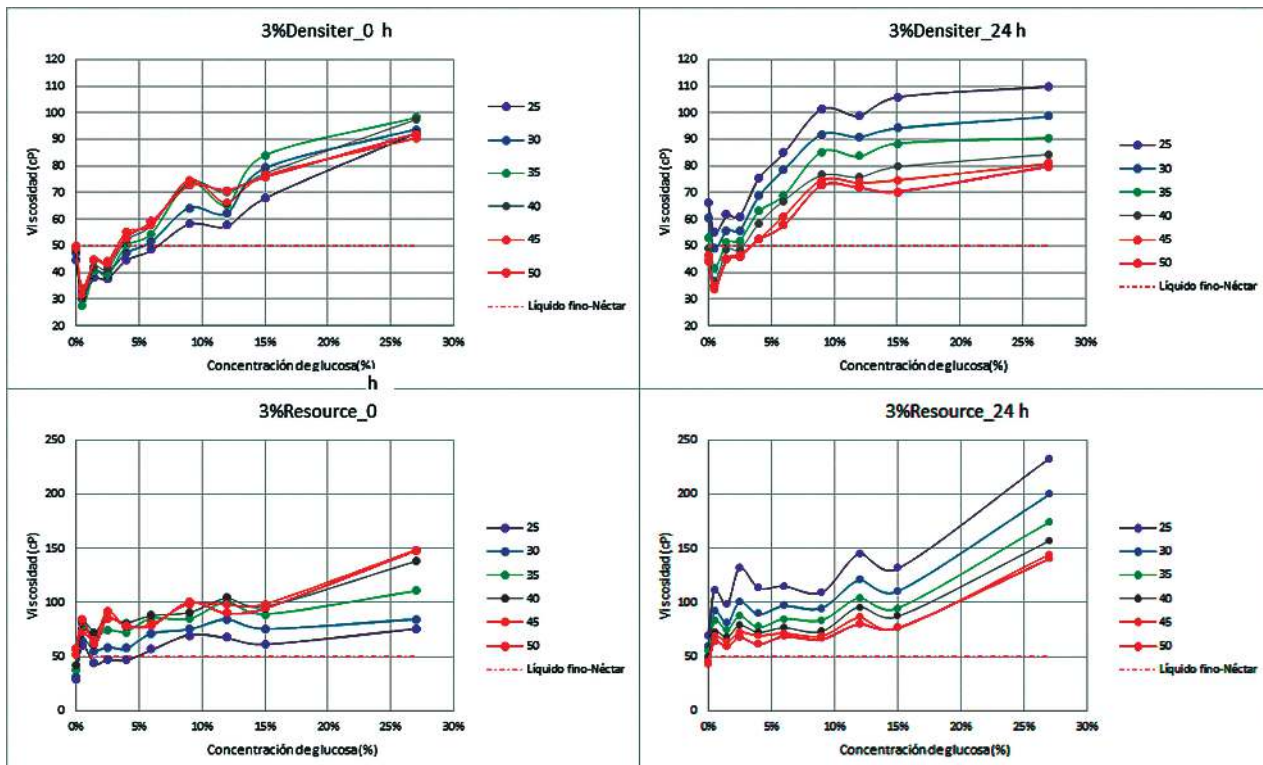 3%Densiter_0 h
120
110
100
90
80
70
60
50
40
30
20
Viscosidad (cP)
0% 5% 10% 15% 20% 25% 30%
Concentración de glucosa(%)
25
30
35
40
45
50
Líquido fino-Néctar
3%Densiter_24 h
120
110
100
90
80
70
60
50
40
30
20
Viscosidad (cP)
0% 5% 10% 15% 20% 25% 30%
Concentración de glucosa(%)
25
30
35
40
45
50
Líquido fino-Néctar
h
3%Resource_0
250
200
150
100
50
0
Viscosidad (cP)
0% 5% 10% 15% 20% 25% 30%
Concentración de glucosa(%)
25
30
35
40
45
50
Líquido fino-Néctar
3%Resource_24 h
250
200
150
100
50
0
Viscosidad (cP)
0% 5% 10% 15% 20% 25% 30%
Concentración de glucosa(%)
25
30
35
40
45
50
Líquido fino-Néctar